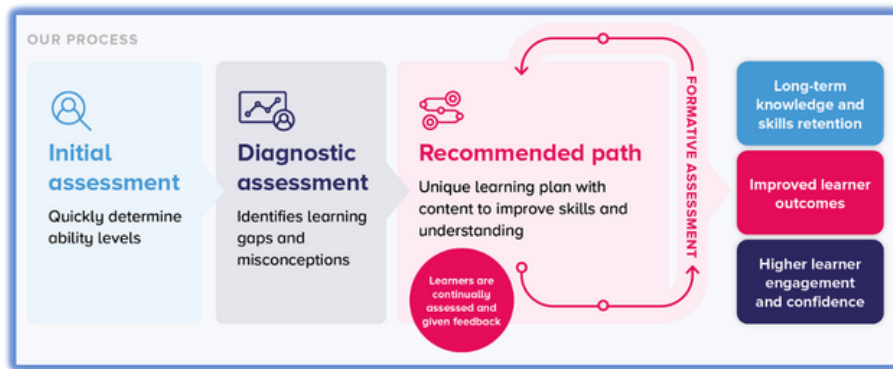 OUR PROCESS
Initial
assessment
Quickly determine
ability levels
Diagnostic
assessment
Identifies learning
gaps and
misconceptions
Recommended path
Unique learning plan with
content to improve skills and
understanding
Learners are
continually
assessed and
given feedback
FORMATIVE ASSESSMENT
Long-term
knowledge and
skills retention
Improved learner
outcomes
Higher learner
engagement
and confidence